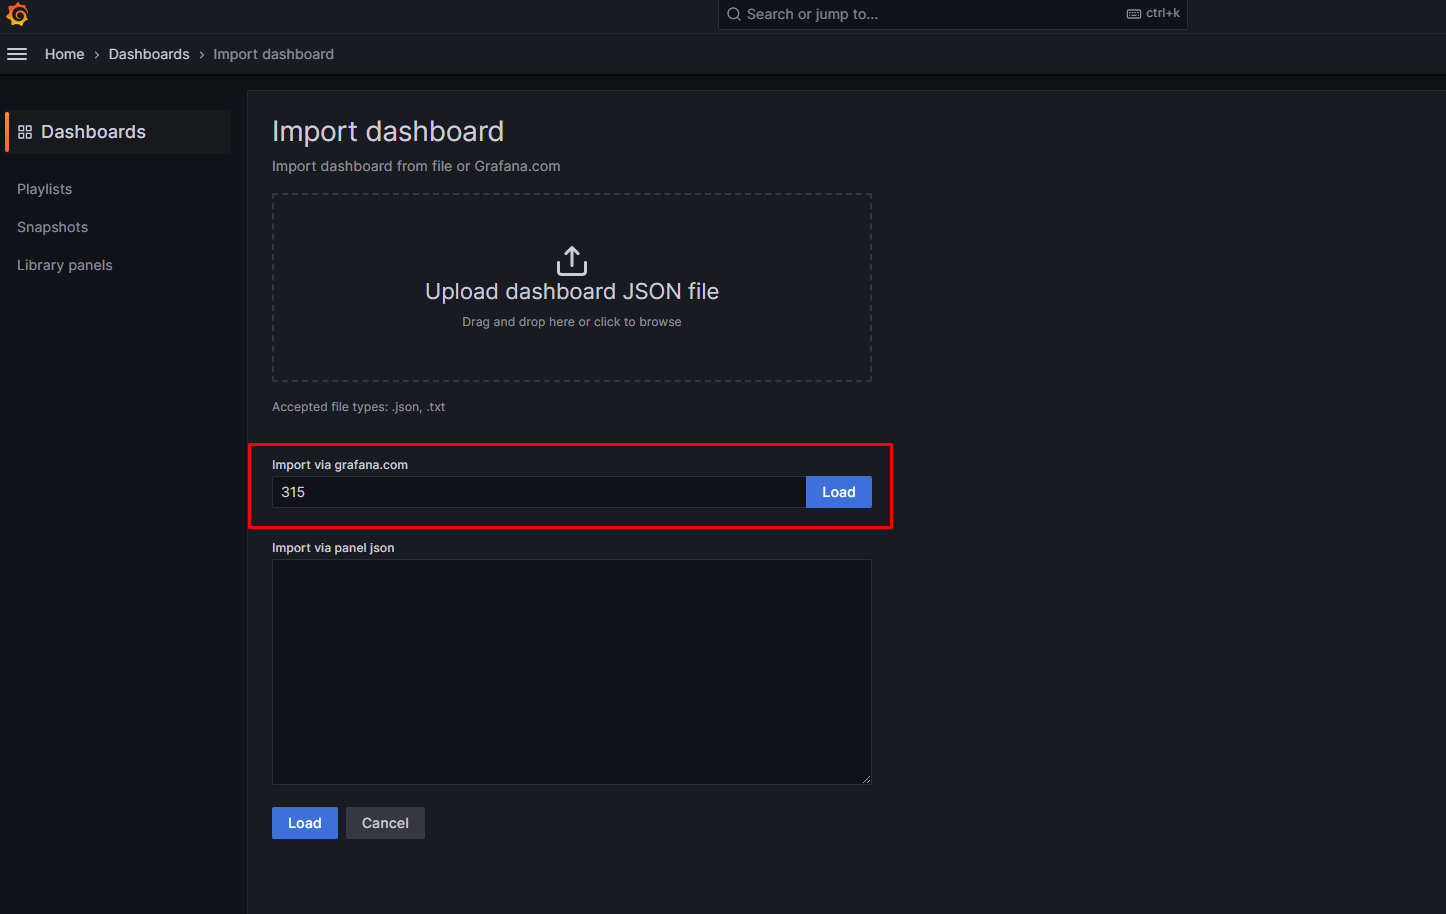 Search or jump to...
ctrl+k
Home › Dashboards › Import dashboard
Dashboards
Playlists
Snapshots
Library panels
Import dashboard
Import dashboard from file or Grafana.com
Upload dashboard JSON file
Drag and drop here or click to browse
Accepted file types: .json, .txt
Import via grafana.com
315
Load
Import via panel json
Load
Cancel